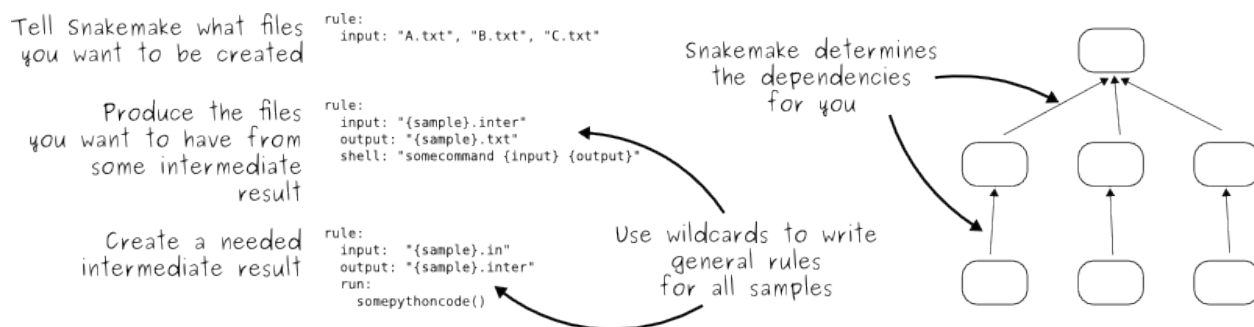 Tell Snakemake what files
you want to be created
rule:
input: "A.txt", "B.txt", "C.txt"
Produce the files
you want to have from
some intermediate
result
rule:
input: "{sample}.inter"
output: "{sample}.txt"
shell: "somecommand {input} {output}"
Create a needed
intermediate result
rule:
input: "{sample}.in"
output: "{sample}.inter"
run:
somepythoncode()
Snakemake determines
the dependencies
for you
Use wildcards to write
general rules
for all samples